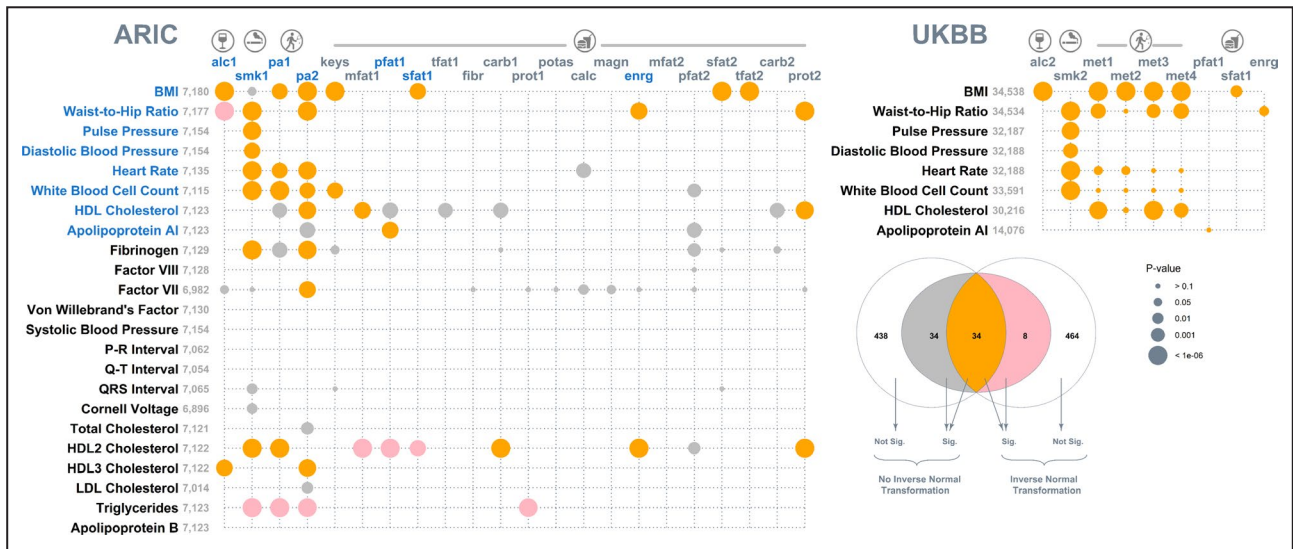 ARIC
alc1 pa1 keys pfat1 tfat1 carb1 potas magn mfat2 sfat2 carb2
smk1 pa2 mfat1 sfat1 fibr prot1 calc enrg pfat2 tfat2 prot2
BMI 7,180
Waist-to-Hip Ratio 7,177
Pulse Pressure 7,154
Diastolic Blood Pressure 7,154
Heart Rate 7,135
White Blood Cell Count 7,115
HDL Cholesterol 7,123
Apolipoprotein AI 7,123
Fibrinogen 7,129
Factor VIII 7,128
Factor VII 6,982
Von Willebrand's Factor 7,130
Systolic Blood Pressure 7,154
P-R Interval 7,062
Q-T Interval 7,054
QRS Interval 7,065
Cornell Voltage 6,896
Total Cholesterol 7,121
HDL2 Cholesterol 7,122
HDL3 Cholesterol 7,122
LDL Cholesterol 7,014
Triglycerides 7,123
Apolipoprotein B 7,123
UKBB
alc2 met1 met3 pfat1 enrg
smk2 met2 met4 sfat1
BMI 34,538
Waist-to-Hip Ratio 34,534
Pulse Pressure 32,187
Diastolic Blood Pressure 32,188
Heart Rate 32,188
White Blood Cell Count 33,591
HDL Cholesterol 30,216
Apolipoprotein AI 14,076
438 34 34 8 464
Not Sig. Sig. Sig. Not Sig.
No Inverse Normal Inverse Normal
Transformation Transformation
P-value
> 0.1
0.05
0.01
0.001
< 1e-06